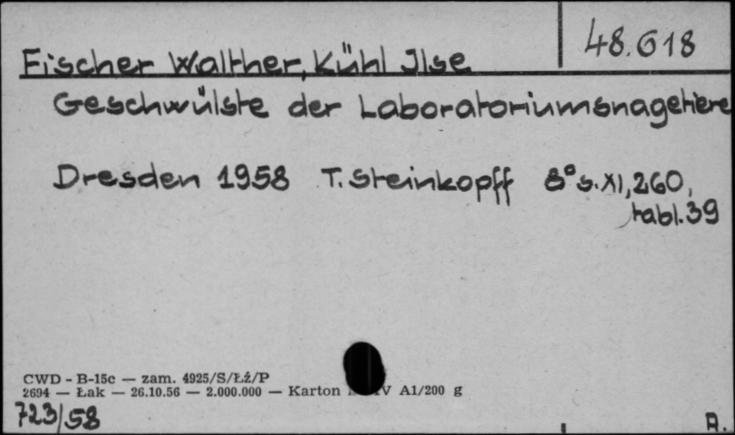 48.618
Fischer Walther, Kühl Ilse
Geschwülste der Laboratoriumsnagetiere
Dresden 1958 T. Steinkopff 8° s. XI, 260,
tabl. 39
CWD - B-15c — zam. 4925/S/Łź/P
2694 — Łak — 26.10.56 — 2.000.000 — Karton V A1/200 g
723/58
A.